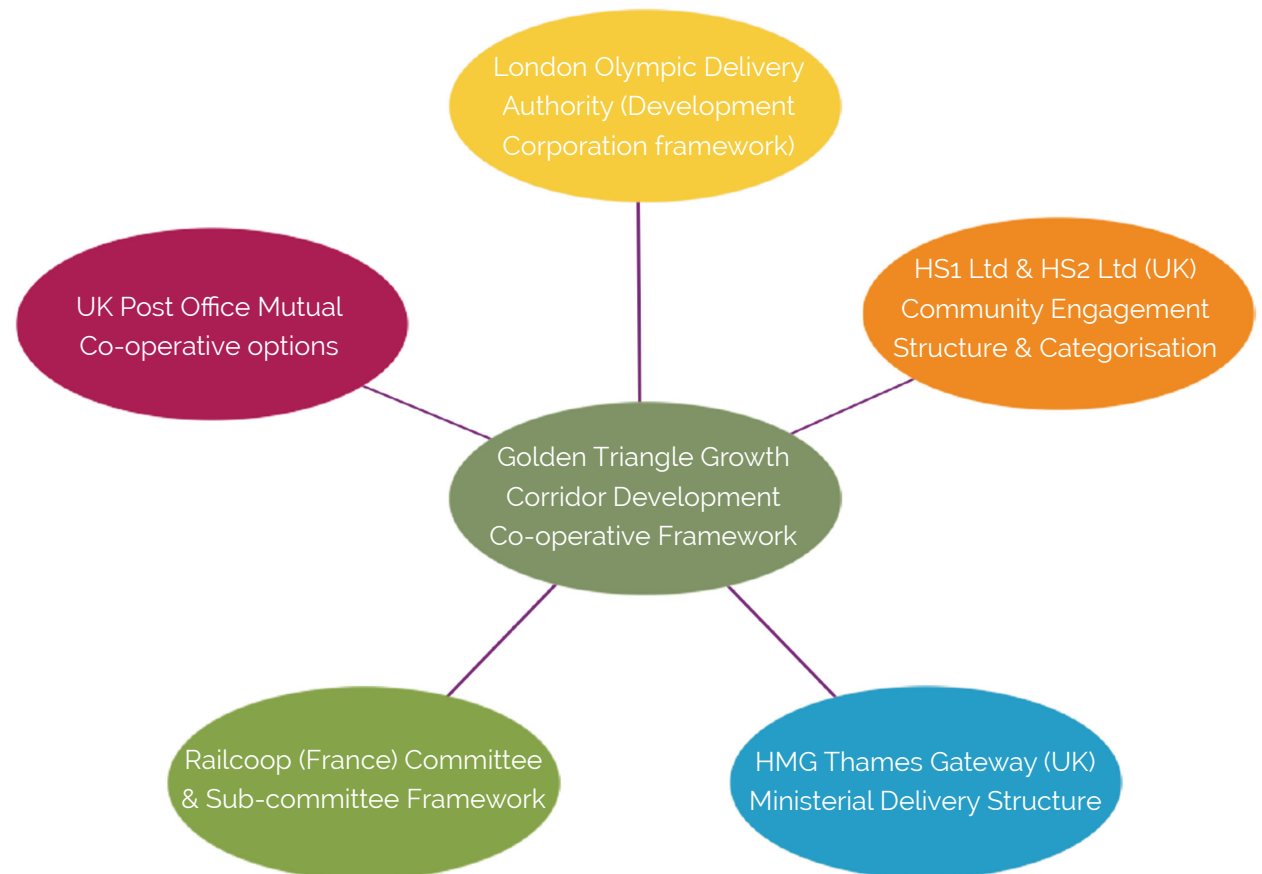 London Olympic Delivery
Authority (Development
Corporation framework)
HS1 Ltd & HS2 Ltd (UK)
Community Engagement
Structure & Categorisation
UK Post Office Mutual
Co-operative options
Golden Triangle Growth
Corridor Development
Co-operative Framework
Railcoop (France) Committee
& Sub-committee Framework
HMG Thames Gateway (UK)
Ministerial Delivery Structure